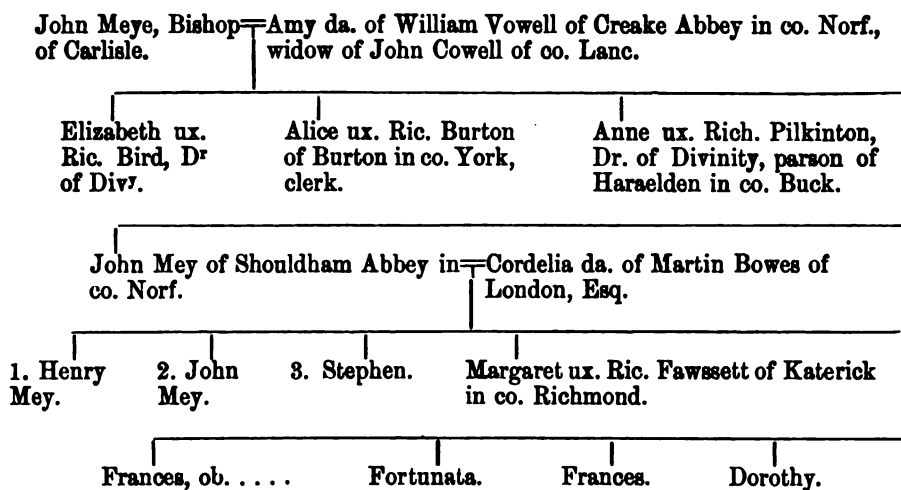 John Meye, Bishop Amy da. of William Vowell of Creake Abbey in co. Norf.,
of Carlisle. widow of John Cowell of co. Lanc.
Elizabeth ux. Alice ux. Ric. Burton Anne ux. Rich. Pilkinton,
Ric. Bird, Dʳ of Burton in co. York, Dr. of Divinity, parson of
of Divʸ. clerk. Haraelden in co. Buck.
John Mey of Shouldham Abbey in Cordelia da. of Martin Bowes of
co. Norf. London, Esq.
1. Henry 2. John 3. Stephen. Margaret ux. Ric. Fawssett of Katerick
Mey. Mey. in co. Richmond.
Frances, ob. . . . . . Fortunata. Frances. Dorothy.